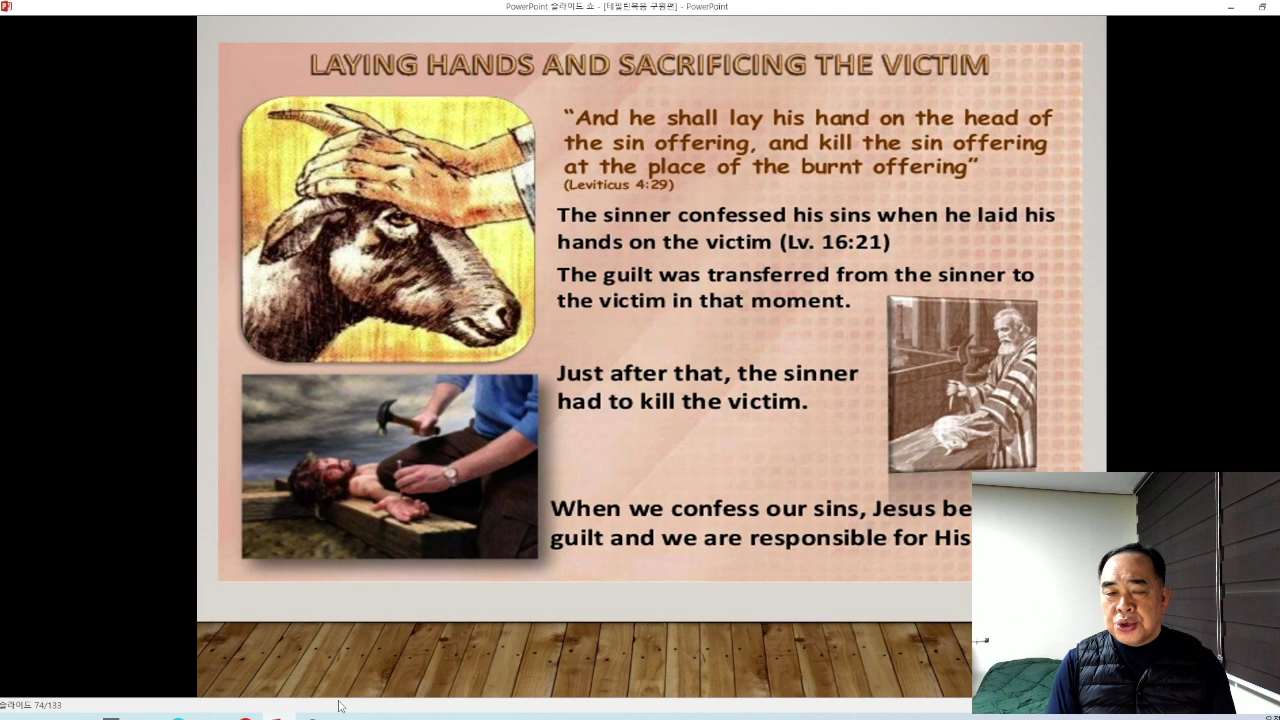 PowerPoint 슬라이드 쇼 - [테필린복음 구원편] - PowerPoint
LAYING HANDS AND SACRIFICING THE VICTIM
“And he shall lay his hand on the head of
the sin offering, and kill the sin offering
at the place of the burnt offering”
(Leviticus 4:29)
The sinner confessed his sins when he laid his
hands on the victim (Lv. 16:21)
The guilt was transferred from the sinner to
the victim in that moment.
Just after that, the sinner
had to kill the victim.
When we confess our sins, Jesus be
guilt and we are responsible for His
슬라이드 74/133